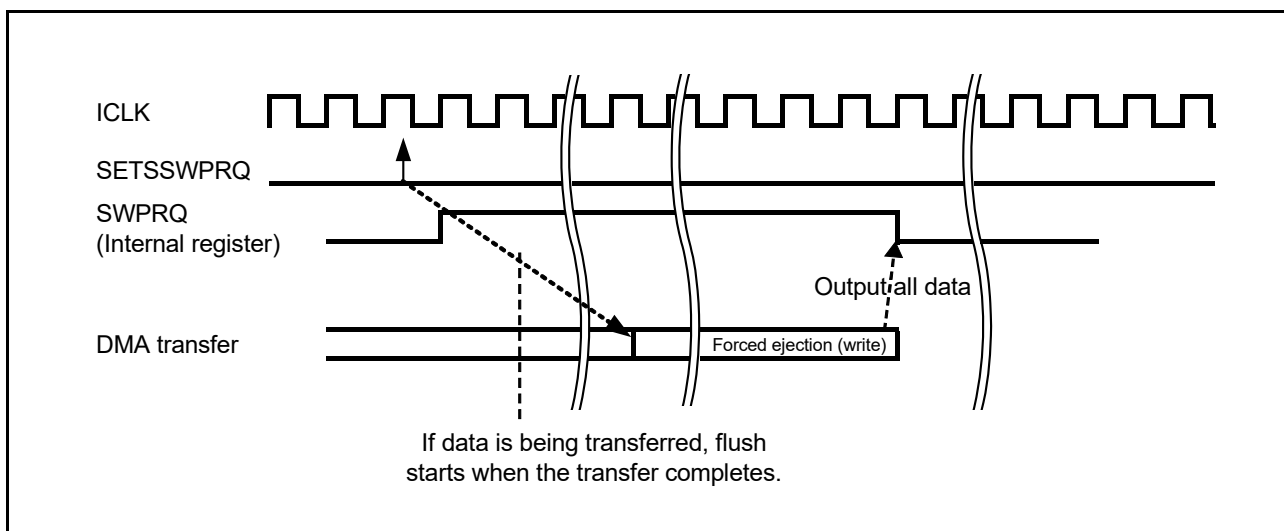 ICLK
SETSSWPRQ
SWPRQ
(Internal register)
Output all data
DMA transfer
Forced ejection (write)
If data is being transferred, flush
starts when the transfer completes.